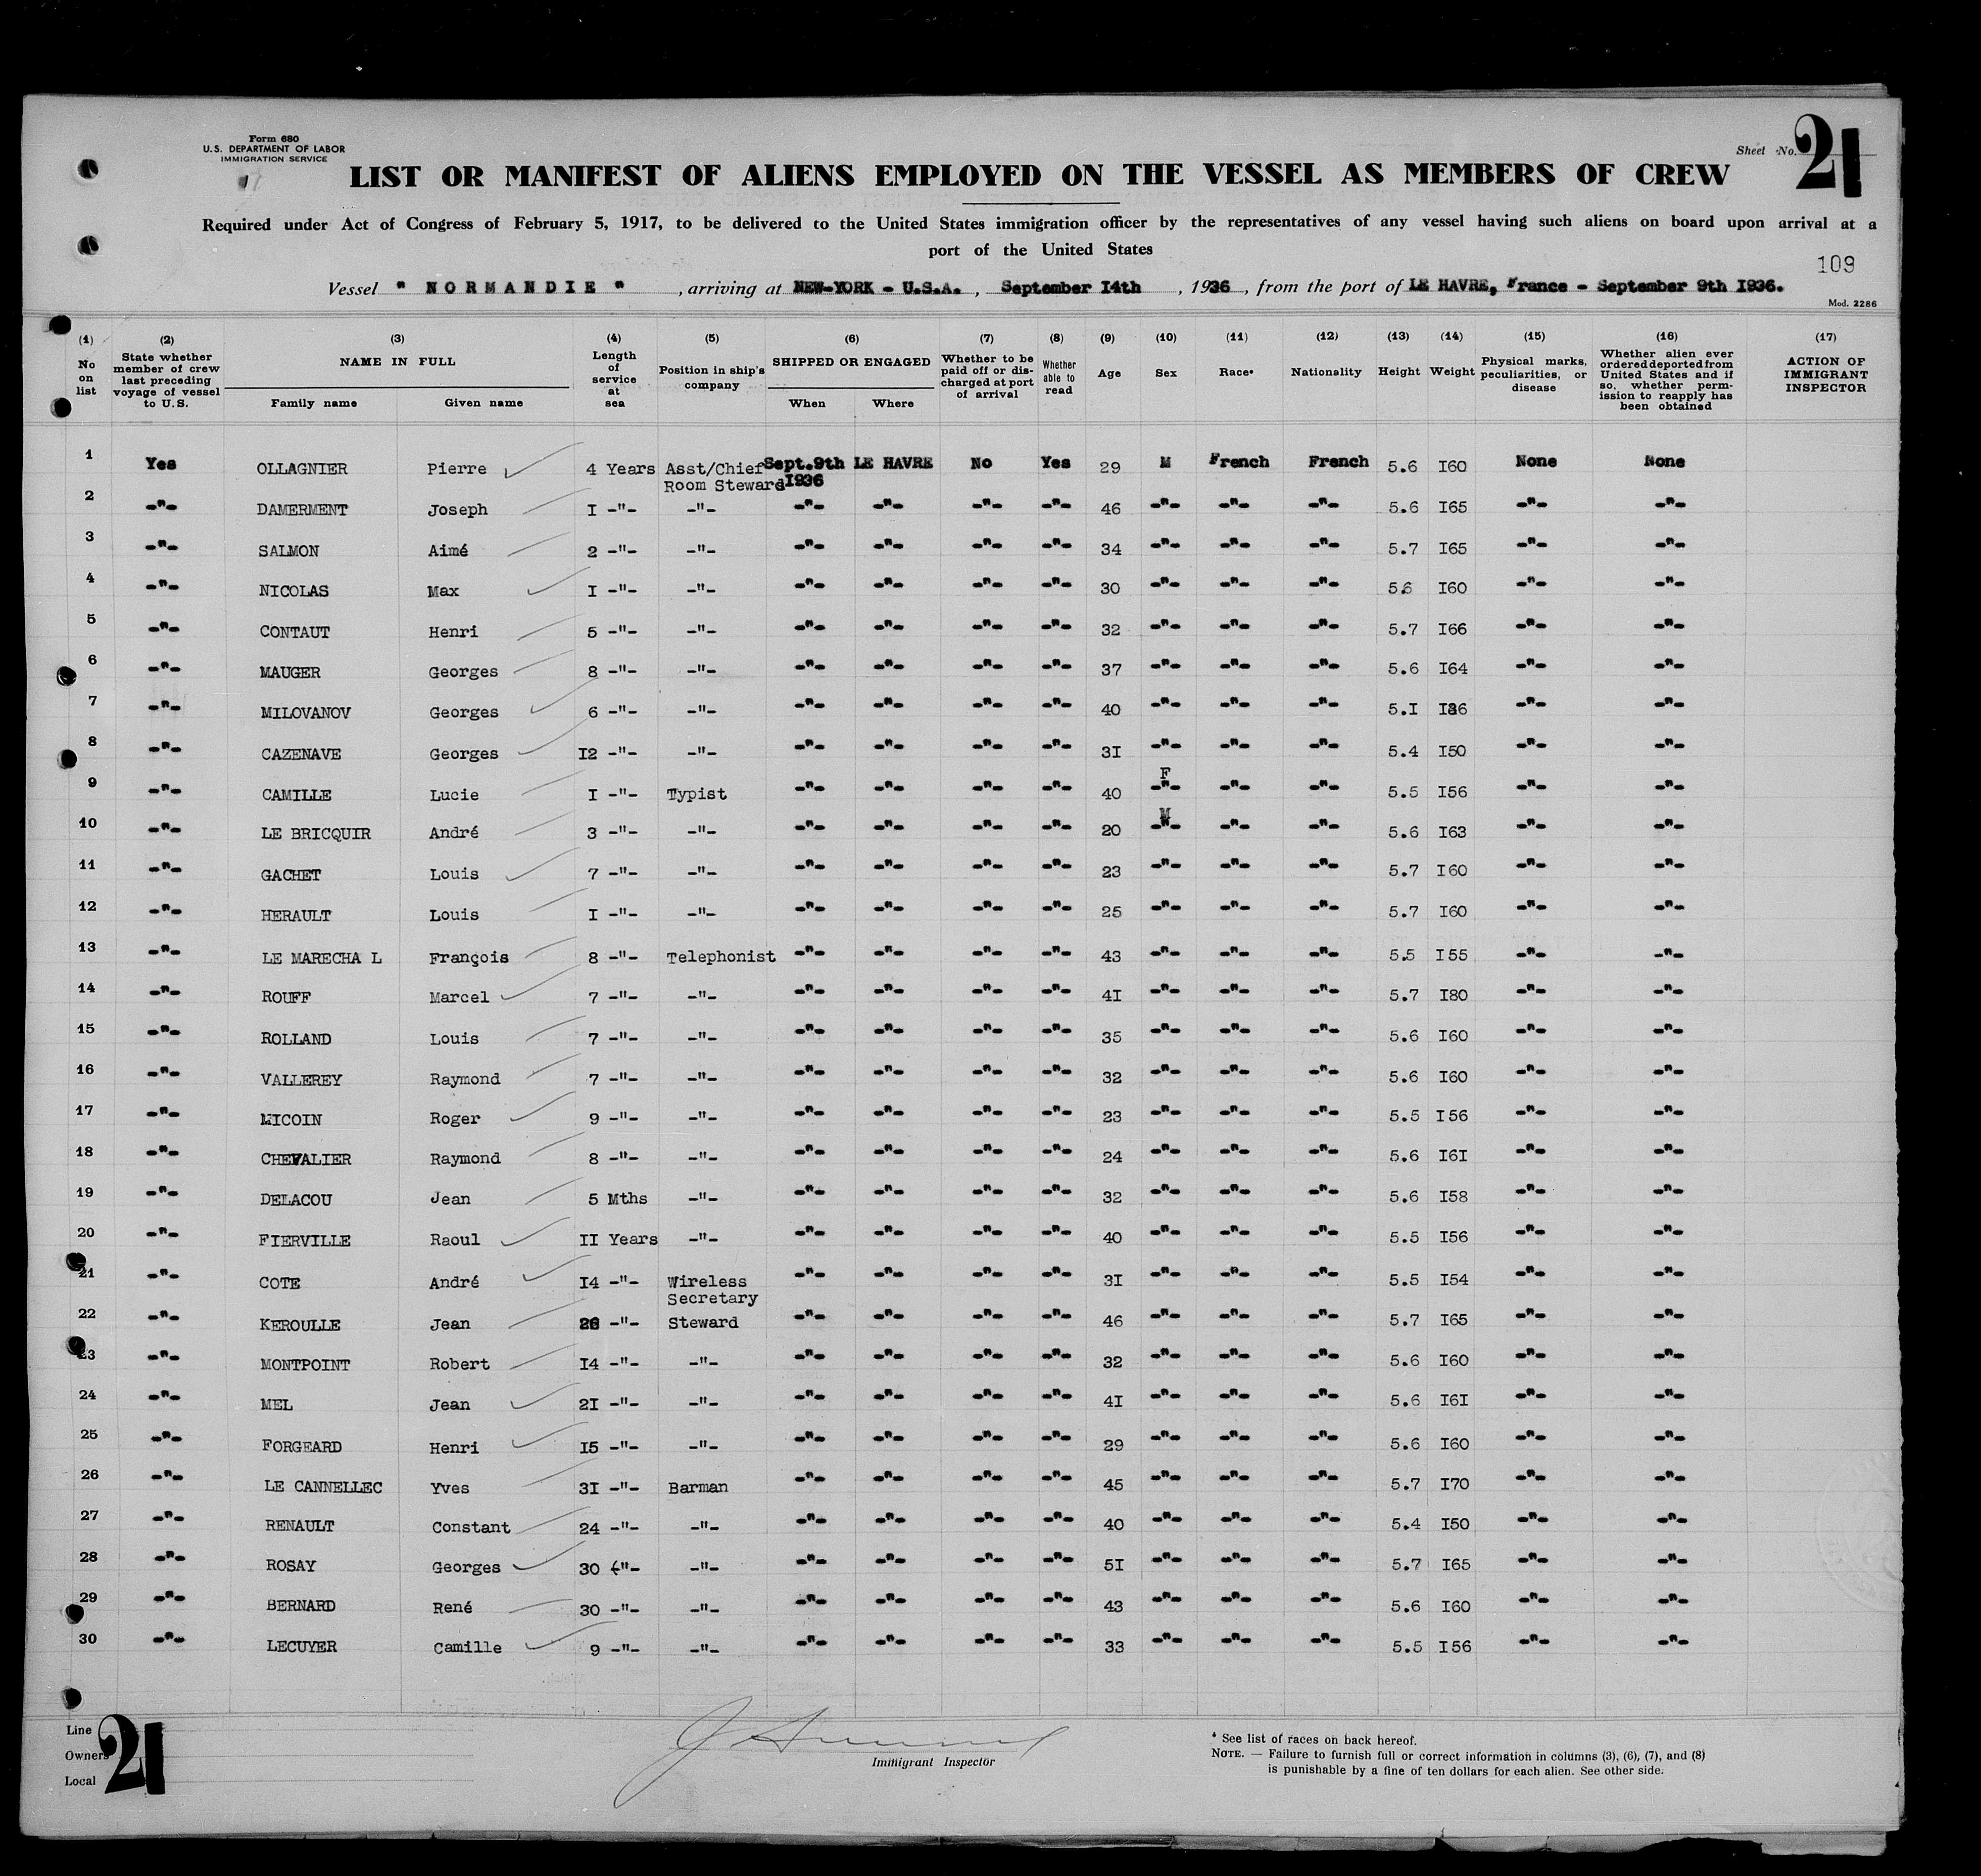 Form 680
U.S. DEPARTMENT OF LABOR
IMMIGRATION SERVICE
Sheet No. 21
LIST OR MANIFEST OF ALIENS EMPLOYED ON THE VESSEL AS MEMBERS OF CREW
Required under Act of Congress of February 5, 1917, to be delivered to the United States immigration officer by the representatives of any vessel having such aliens on board upon arrival at a
port of the United States
109
Vessel " NORMANDIE ", arriving at NEW-YORK - U.S.A., September I4th, 1936, from the port of LE HAVRE, France - September 9th I936.
Mod. 2286
(1) No on list (2) State whether member of crew last preceding voyage of vessel to U.S. (3) NAME IN FULL Family name Given name (4) Length of service at sea (5) Position in ship's company (6) SHIPPED OR ENGAGED When Where (7) Whether to be paid off or discharged at port of arrival (8) Whether able to read (9) Age (10) Sex (11) Race* (12) Nationality (13) Height (14) Weight (15) Physical marks, peculiarities, or disease (16) Whether alien ever ordered deported from United States and if so, whether permission to reapply has been obtained (17) ACTION OF IMMIGRANT INSPECTOR
1 Yes OLLAGNIER Pierre 4 Years Asst/Chief Room Steward Sept.9th I936 LE HAVRE No Yes 29 M French French 5.6 I60 None None
2 -"- DAMERMENT Joseph I -"- -"- -"- -"- -"- -"- 46 -"- -"- -"- 5.6 I65 -"- -"-
3 -"- SALMON Aimé 2 -"- -"- -"- -"- -"- -"- 34 -"- -"- -"- 5.7 I65 -"- -"-
4 -"- NICOLAS Max I -"- -"- -"- -"- -"- -"- 30 -"- -"- -"- 5.6 I60 -"- -"-
5 -"- CONTAUT Henri 5 -"- -"- -"- -"- -"- -"- 32 -"- -"- -"- 5.7 I66 -"- -"-
6 -"- MAUGER Georges 8 -"- -"- -"- -"- -"- -"- 37 -"- -"- -"- 5.6 I64 -"- -"-
7 -"- MILOVANOV Georges 6 -"- -"- -"- -"- -"- -"- 40 -"- -"- -"- 5.I -"- -"-
8 -"- CAZENAVE Georges I2 -"- -"- -"- -"- -"- -"- 3I -"- -"- -"- 5.4 I50 -"- -"-
9 -"- CAMILLE Lucie I -"- Typist -"- -"- -"- -"- 40 F -"- -"- -"- 5.5 I56 -"- -"-
10 -"- LE BRICQUIR André 3 -"- -"- -"- -"- -"- -"- 20 M -"- -"- -"- 5.6 I63 -"- -"-
11 -"- GACHET Louis 7 -"- -"- -"- -"- -"- -"- 23 -"- -"- -"- 5.7 I60 -"- -"-
12 -"- HERAULT Louis I -"- -"- -"- -"- -"- -"- 25 -"- -"- -"- 5.7 I60 -"- -"-
13 -"- LE MARECHA L François 8 -"- Telephonist -"- -"- -"- -"- 43 -"- -"- -"- 5.5 I55 -"- -"-
14 -"- ROUFF Marcel 7 -"- -"- -"- -"- -"- -"- 4I -"- -"- -"- 5.7 I80 -"- -"-
15 -"- ROLLAND Louis 7 -"- -"- -"- -"- -"- -"- 35 -"- -"- -"- 5.6 I60 -"- -"-
16 -"- VALLEREY Raymond 7 -"- -"- -"- -"- -"- -"- 32 -"- -"- -"- 5.6 I60 -"- -"-
17 -"- MICOIN Roger 9 -"- -"- -"- -"- -"- -"- 23 -"- -"- -"- 5.5 I56 -"- -"-
18 -"- CHEVALIER Raymond 8 -"- -"- -"- -"- -"- -"- 24 -"- -"- -"- 5.6 I6I -"- -"-
19 -"- DELACOU Jean 5 Mths -"- -"- -"- -"- -"- 32 -"- -"- -"- 5.6 I58 -"- -"-
20 -"- FIERVILLE Raoul II Years -"- -"- -"- -"- -"- 40 -"- -"- -"- 5.5 I56 -"- -"-
21 -"- COTE André I4 -"- Wireless Secretary -"- -"- -"- -"- 3I -"- -"- -"- 5.5 I54 -"- -"-
22 -"- KEROULLE Jean 26 -"- Steward -"- -"- -"- -"- 46 -"- -"- -"- 5.7 I65 -"- -"-
23 -"- MONTPOINT Robert I4 -"- -"- -"- -"- -"- -"- 32 -"- -"- -"- 5.6 I60 -"- -"-
24 -"- MEL Jean 2I -"- -"- -"- -"- -"- -"- 4I -"- -"- -"- 5.6 I6I -"- -"-
25 -"- FORGEARD Henri I5 -"- -"- -"- -"- -"- -"- 29 -"- -"- -"- 5.6 I60 -"- -"-
26 -"- LE CANNELLEC Yves 3I -"- Barman -"- -"- -"- -"- 45 -"- -"- -"- 5.7 I70 -"- -"-
27 -"- RENAULT Constant 24 -"- -"- -"- -"- -"- -"- 40 -"- -"- -"- 5.4 I50 -"- -"-
28 -"- ROSAY Georges 30 -"- -"- -"- -"- -"- -"- 5I -"- -"- -"- 5.7 I65 -"- -"-
29 -"- BERNARD René 30 -"- -"- -"- -"- -"- -"- 43 -"- -"- -"- 5.6 I60 -"- -"-
30 -"- LECUYER Camille 9 -"- -"- -"- -"- -"- -"- 33 -"- -"- -"- 5.5 I56 -"- -"-
Line
Owners
Local
21
Immigrant Inspector
* See list of races on back hereof.
NOTE. — Failure to furnish full or correct information in columns (3), (6), (7), and (8)
is punishable by a fine of ten dollars for each alien. See other side.